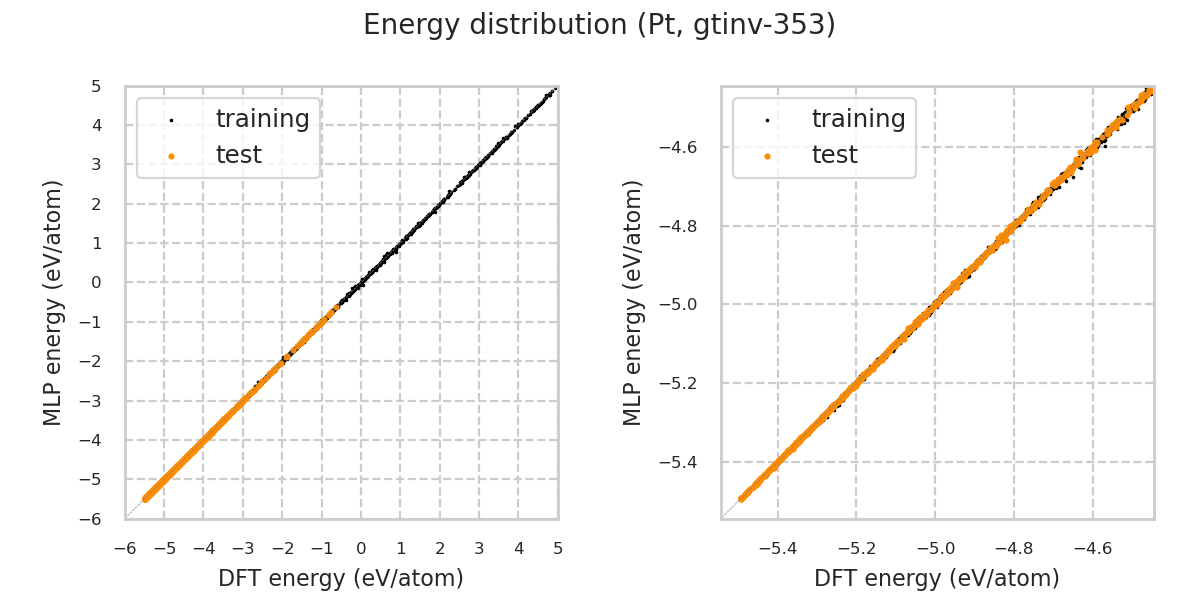 Energy distribution (Pt, gtinv-353)
5
4
3
2
1
0
−1
−2
−3
−4
−5
−6
MLP energy (eV/atom)
training
test
−6 −5 −4 −3 −2 −1 0 1 2 3 4 5
DFT energy (eV/atom)
−4.6
−4.8
−5.0
−5.2
−5.4
MLP energy (eV/atom)
training
test
−5.4 −5.2 −5.0 −4.8 −4.6
DFT energy (eV/atom)